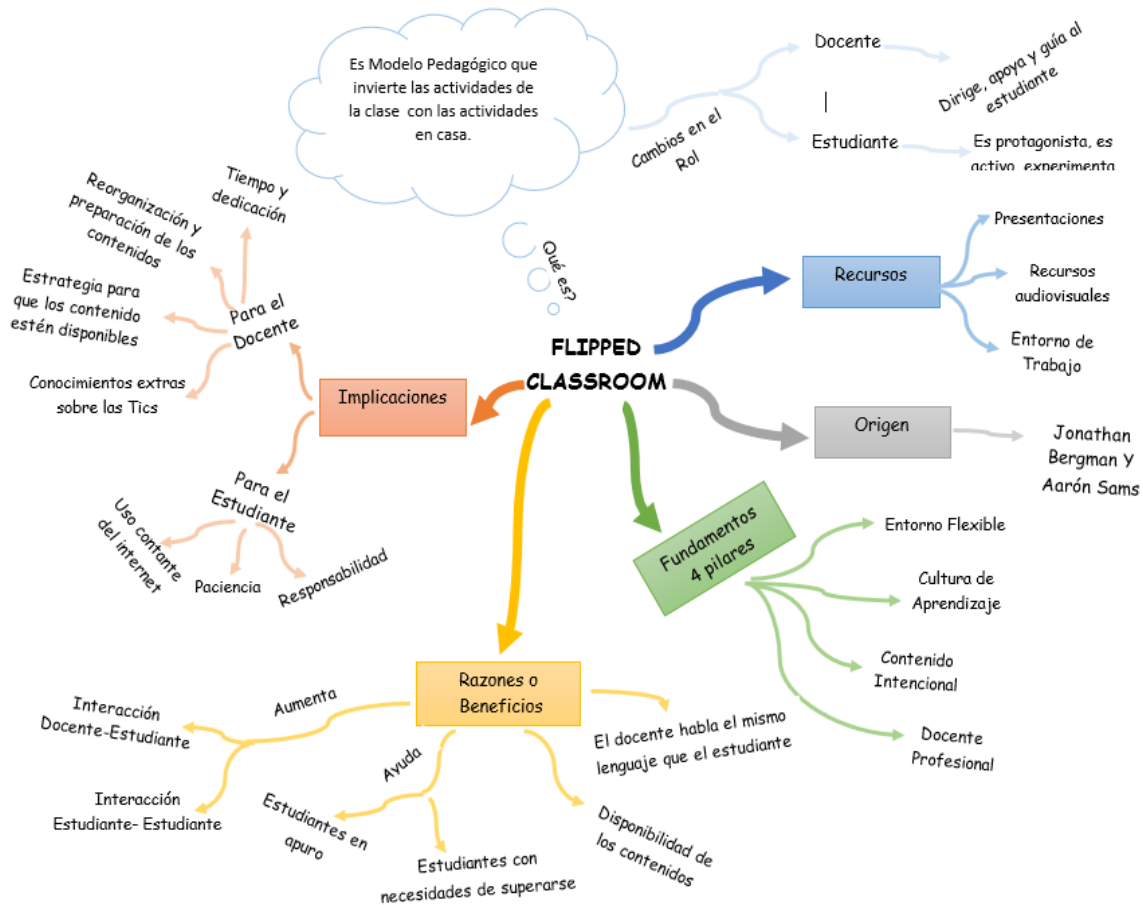 Es Modelo Pedagógico que
invierte las actividades de
la clase con las actividades
en casa.
Qué es?
Cambios en el
Rol
Docente
Dirige, apoya y guía al
estudiante
Estudiante
Es protagonista, es
activo, experimenta
FLIPPED
CLASSROOM
Recursos
Presentaciones
Recursos
audiovisuales
Entorno de
Trabajo
Origen
Jonathan
Bergman Y
Aarón Sams
Fundamentos
4 pilares
Entorno Flexible
Cultura de
Aprendizaje
Contenido
Intencional
Docente
Profesional
Razones o
Beneficios
El docente habla el mismo
lenguaje que el estudiante
Disponibilidad de
los contenidos
Ayuda
Estudiantes en
apuro
Estudiantes con
necesidades de superarse
Aumenta
Interacción
Docente-Estudiante
Interacción
Estudiante- Estudiante
Implicaciones
Para el
Docente
Tiempo y
dedicación
Reorganización y
preparación de los
contenidos
Estrategia para
que los contenido
estén disponibles
Conocimientos extras
sobre las Tics
Para el
Estudiante
Uso contante
del internet
Paciencia
Responsabilidad